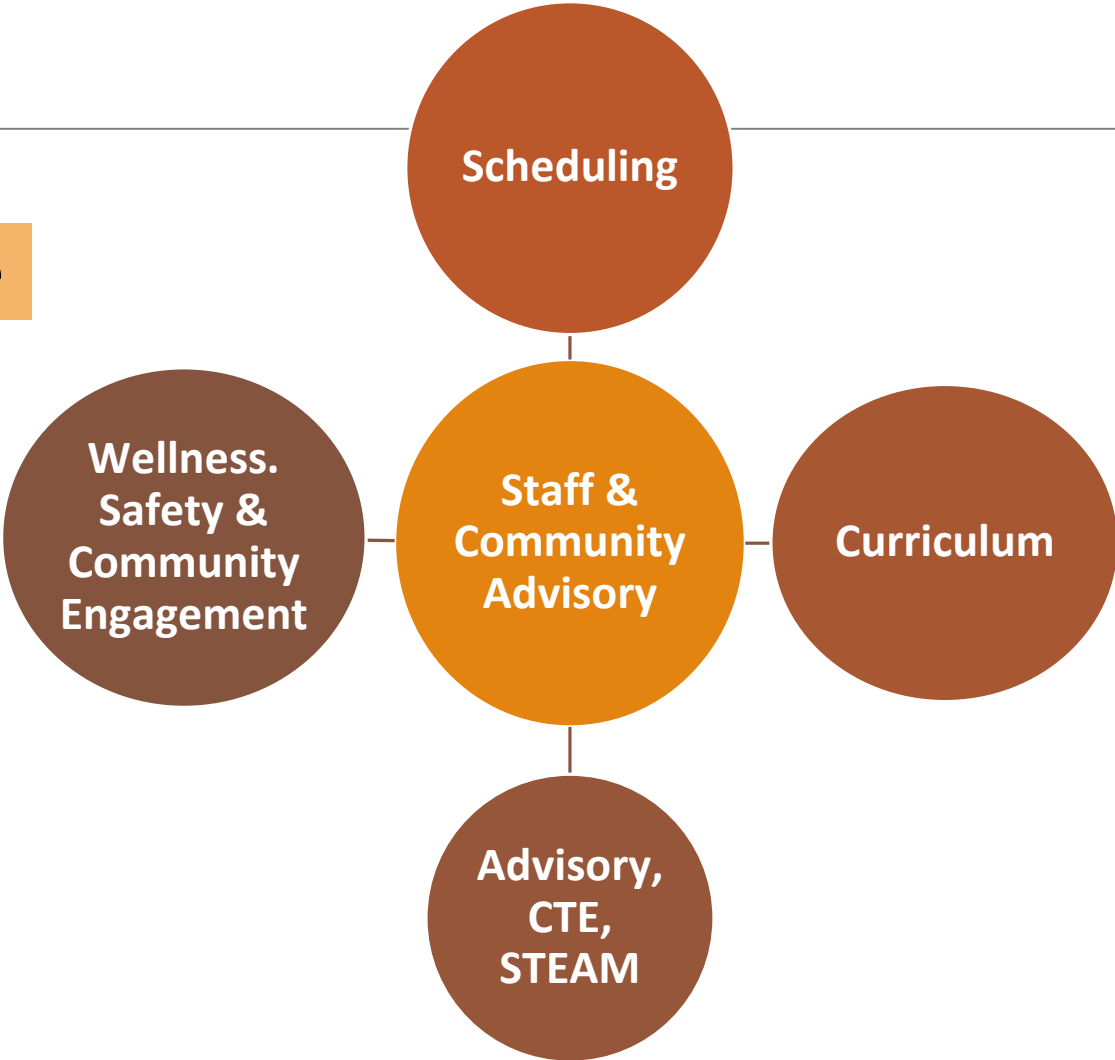 Scheduling
Wellness.
Safety &
Community
Engagement
Staff &
Community
Advisory
Curriculum
Advisory,
CTE,
STEAM